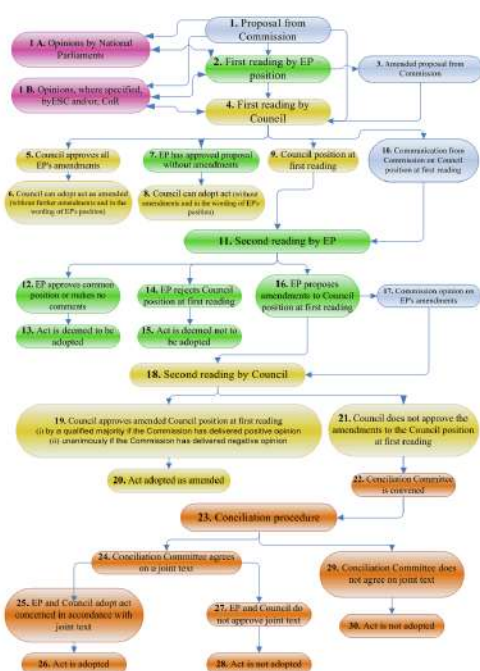 1. Proposal from
Commission
1 A. Opinions by National
Parliaments
2. First reading by EP
position
3. Amended proposal from
Commission
1 B. Opinions, where specified,
byESC and/or, CoR
4. First reading by
Council
5. Council approves all
EP's amendments
7. EP has approved proposal
without amendments
9. Council position at
first reading
10. Communication from
Commission on Council
position at first reading
6. Council can adopt act as amended
(without further amendments and in the
wording of EP's position)
8. Council can adopt act (without
amendments and in the wording of
EP's position)
11. Second reading by EP
12. EP approves common
position or makes no
comments
14. EP rejects Council
position at first reading
16. EP proposes
amendments to Council
position at first reading
17. Commission opinion on
EP's amendments
13. Act is deemed to be
adopted
15. Act is deemed not to
be adopted
18. Second reading by Council
19. Council approves amended Council position at first reading
(i) by a qualified majority if the Commission has delivered positive opinion
(ii) unanimously if the Commission has delivered negative opinion
21. Council does not approve the
amendments to the Council position
at first reading
20. Act adopted as amended
22. Conciliation Committee
is convened
23. Conciliation procedure
24. Conciliation Committee agrees
on a joint text
29. Conciliation Committee does
not agree on joint text
25. EP and Council adopt act
concerned in accordance with
joint text
27. EP and Council do
not approve joint text
30. Act is not adopted
26. Act is adopted
28. Act is not adopted